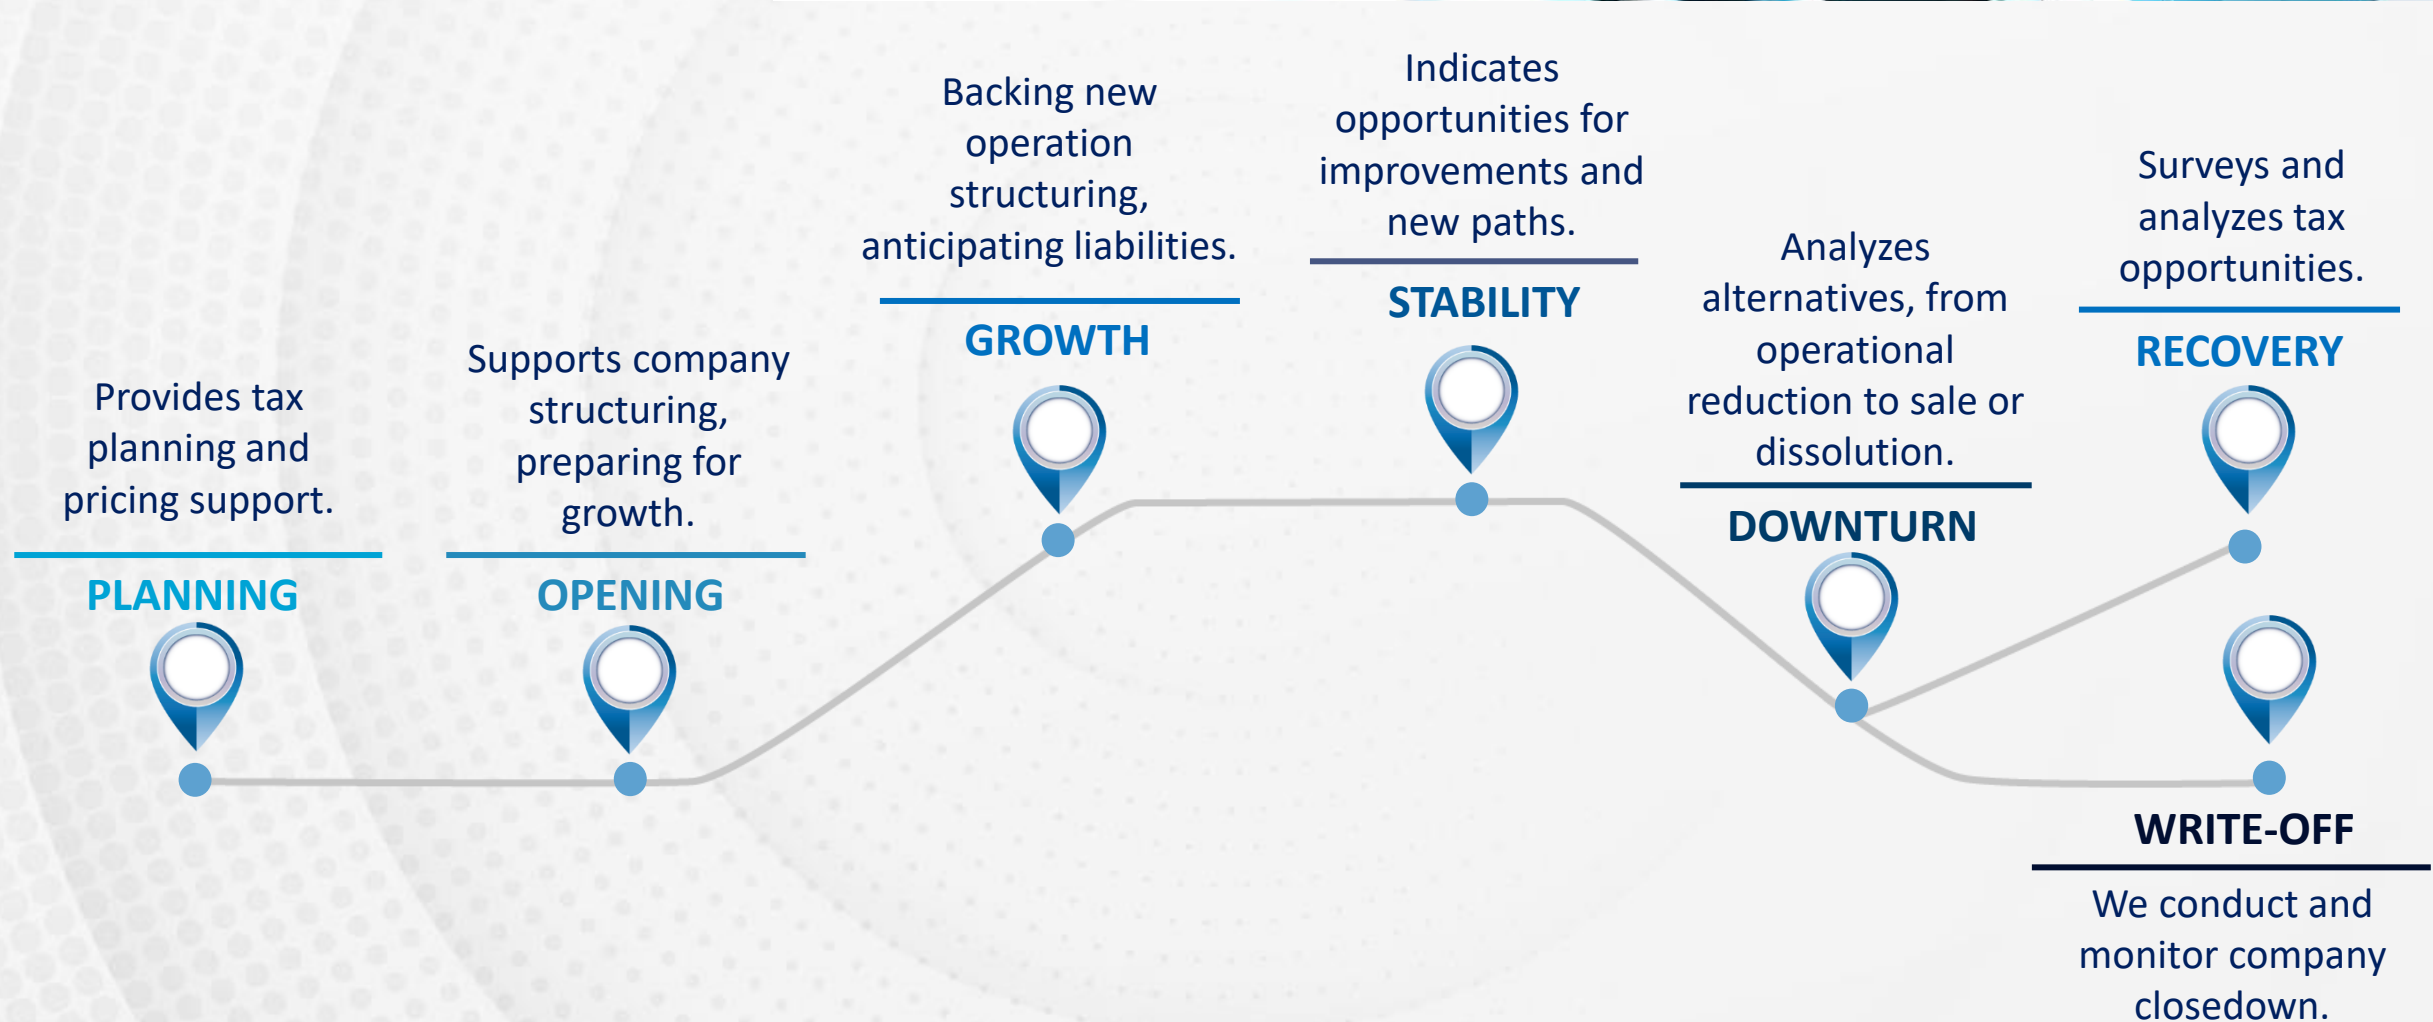 Provides tax
planning and
pricing support.
PLANNING
Supports company
structuring,
preparing for
growth.
OPENING
Backing new
operation
structuring,
anticipating liabilities.
GROWTH
Indicates
opportunities for
improvements and
new paths.
STABILITY
Analyzes
alternatives, from
operational
reduction to sale or
dissolution.
DOWNTURN
Surveys and
analyzes tax
opportunities.
RECOVERY
WRITE-OFF
We conduct and
monitor company
closedown.